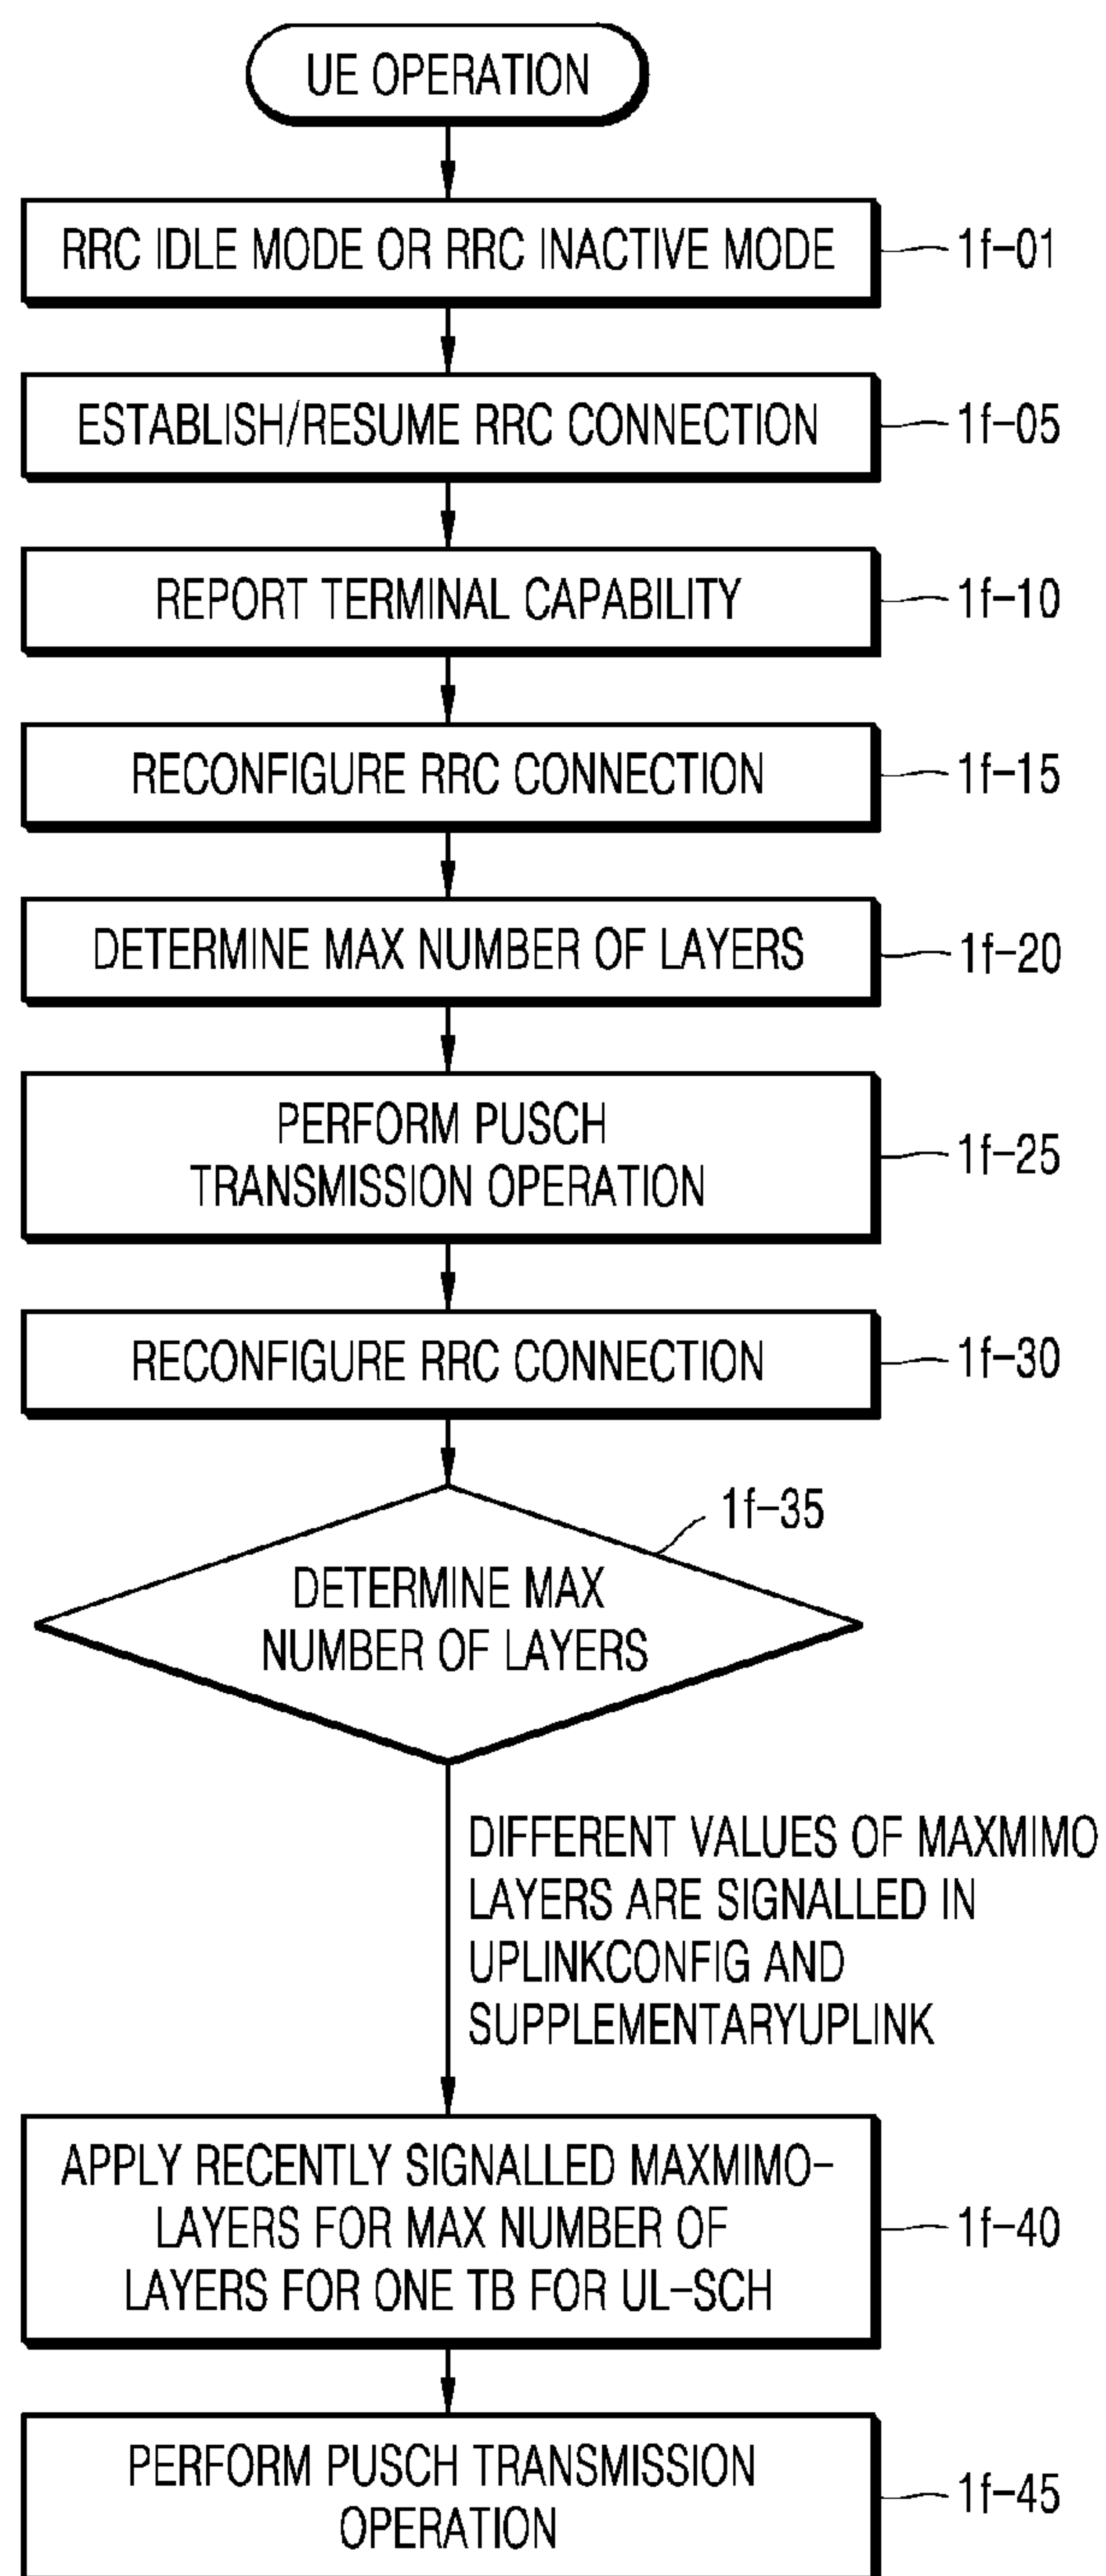 UE OPERATION
RRC IDLE MODE OR RRC INACTIVE MODE
1f-01
ESTABLISH/RESUME RRC CONNECTION
1f-05
REPORT TERMINAL CAPABILITY
1f-10
RECONFIGURE RRC CONNECTION
1f-15
DETERMINE MAX NUMBER OF LAYERS
1f-20
PERFORM PUSCH
TRANSMISSION OPERATION
1f-25
RECONFIGURE RRC CONNECTION
1f-30
1f-35
DETERMINE MAX
NUMBER OF LAYERS
DIFFERENT VALUES OF MAXMIMO
LAYERS ARE SIGNALLED IN
UPLINKCONFIG AND
SUPPLEMENTARYUPLINK
APPLY RECENTLY SIGNALLED MAXMIMO-
LAYERS FOR MAX NUMBER OF
LAYERS FOR ONE TB FOR UL-SCH
1f-40
PERFORM PUSCH TRANSMISSION
OPERATION
1f-45